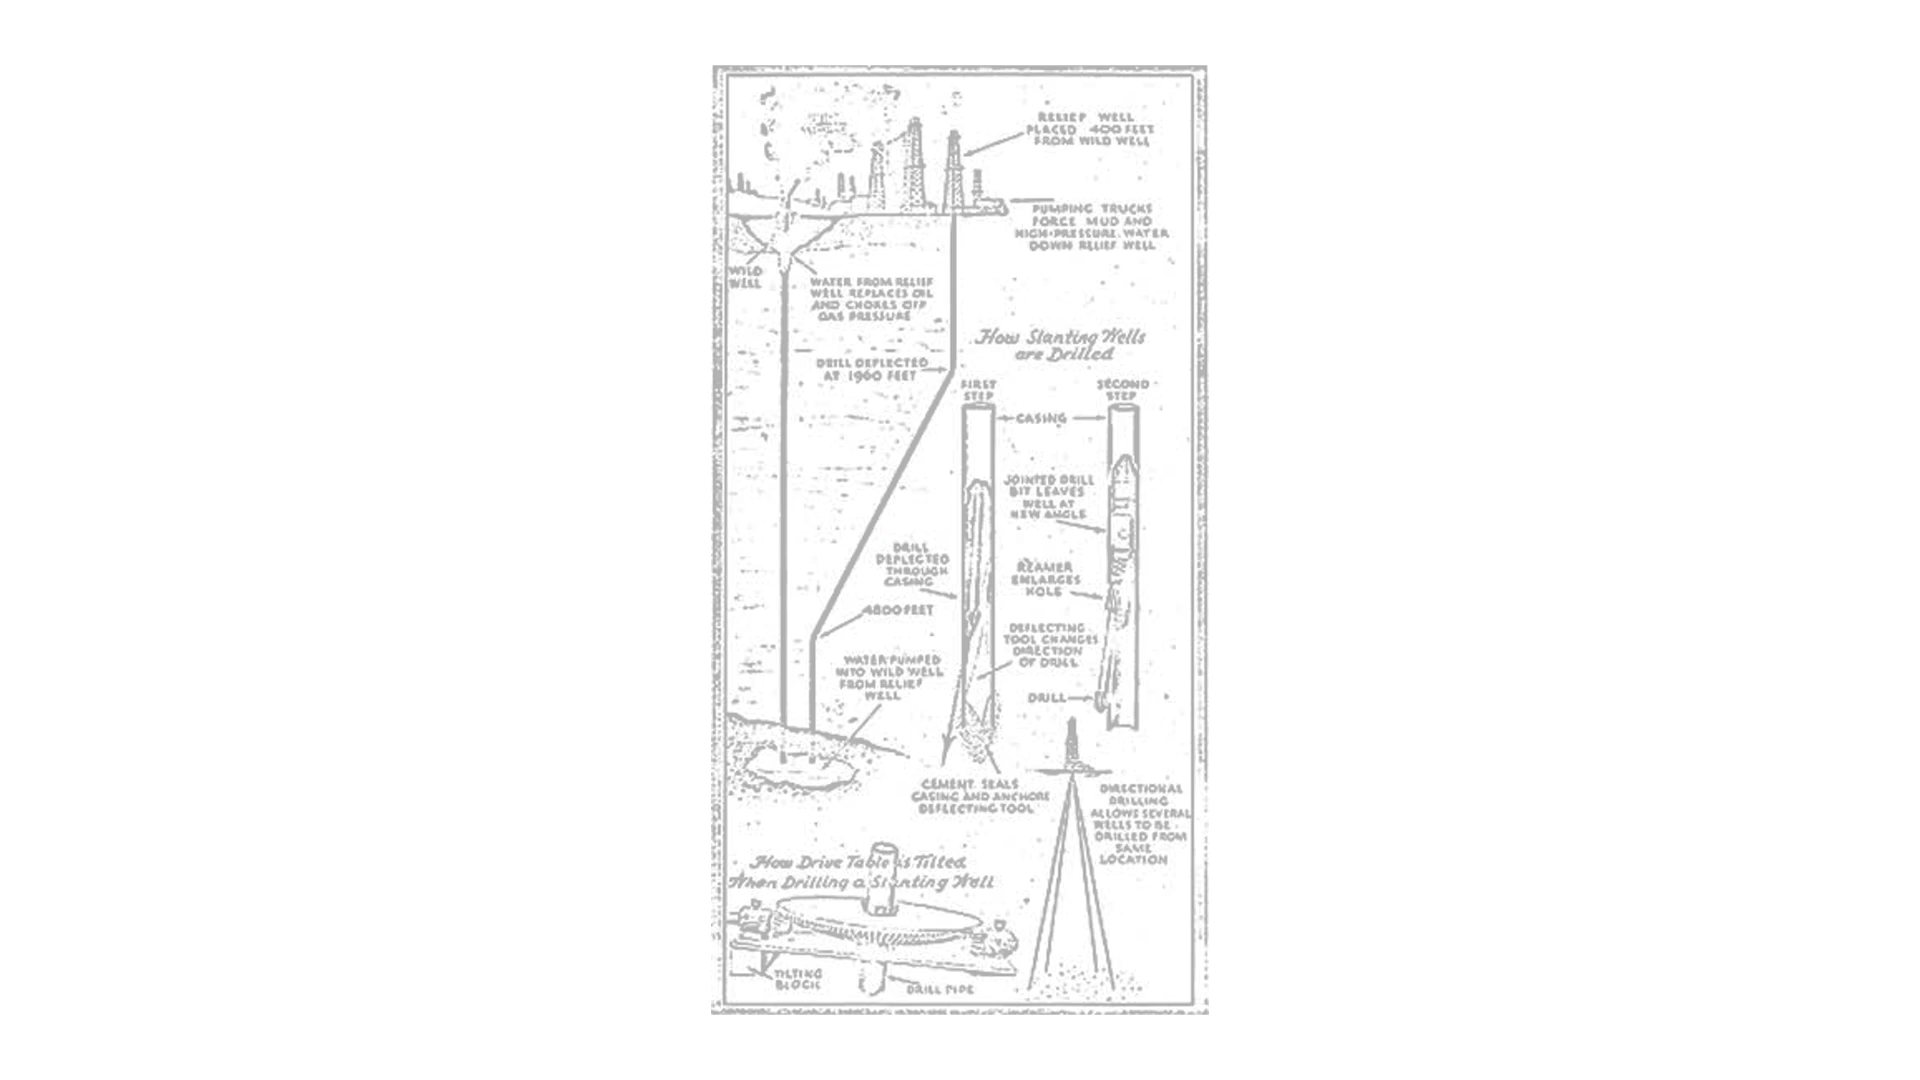 RELIEF WELL
PLACED 400 FEET
FROM WILD WELL
PUMPING TRUCKS
FORCE MUD AND
HIGH-PRESSURE WATER
DOWN RELIEF WELL
WILD
WELL
WATER FROM RELIEF
WELL REPLACES OIL
AND CHOKES OFF
GAS PRESSURE
DRILL DEFLECTED
AT 1960 FEET
How Slanting Wells
are Drilled
FIRST
STEP
SECOND
STEP
CASING
JOINTED DRILL
BIT LEAVES
WELL AT
NEW ANGLE
DRILL
DEFLECTED
THROUGH
CASING
REAMER
ENLARGES
HOLE
4800 FEET
DEFLECTING
TOOL CHANGES
DIRECTION
OF DRILL
WATER PUMPED
INTO WILD WELL
FROM RELIEF
WELL
DRILL
CEMENT SEALS
CASING AND ANCHORS
DEFLECTING TOOL
DIRECTIONAL
DRILLING
ALLOWS SEVERAL
WELLS TO BE
DRILLED FROM
SAME
LOCATION
How Drive Table is Tilted
When Drilling a Slanting Well
TILTING
BLOCK
DRILL PIPE